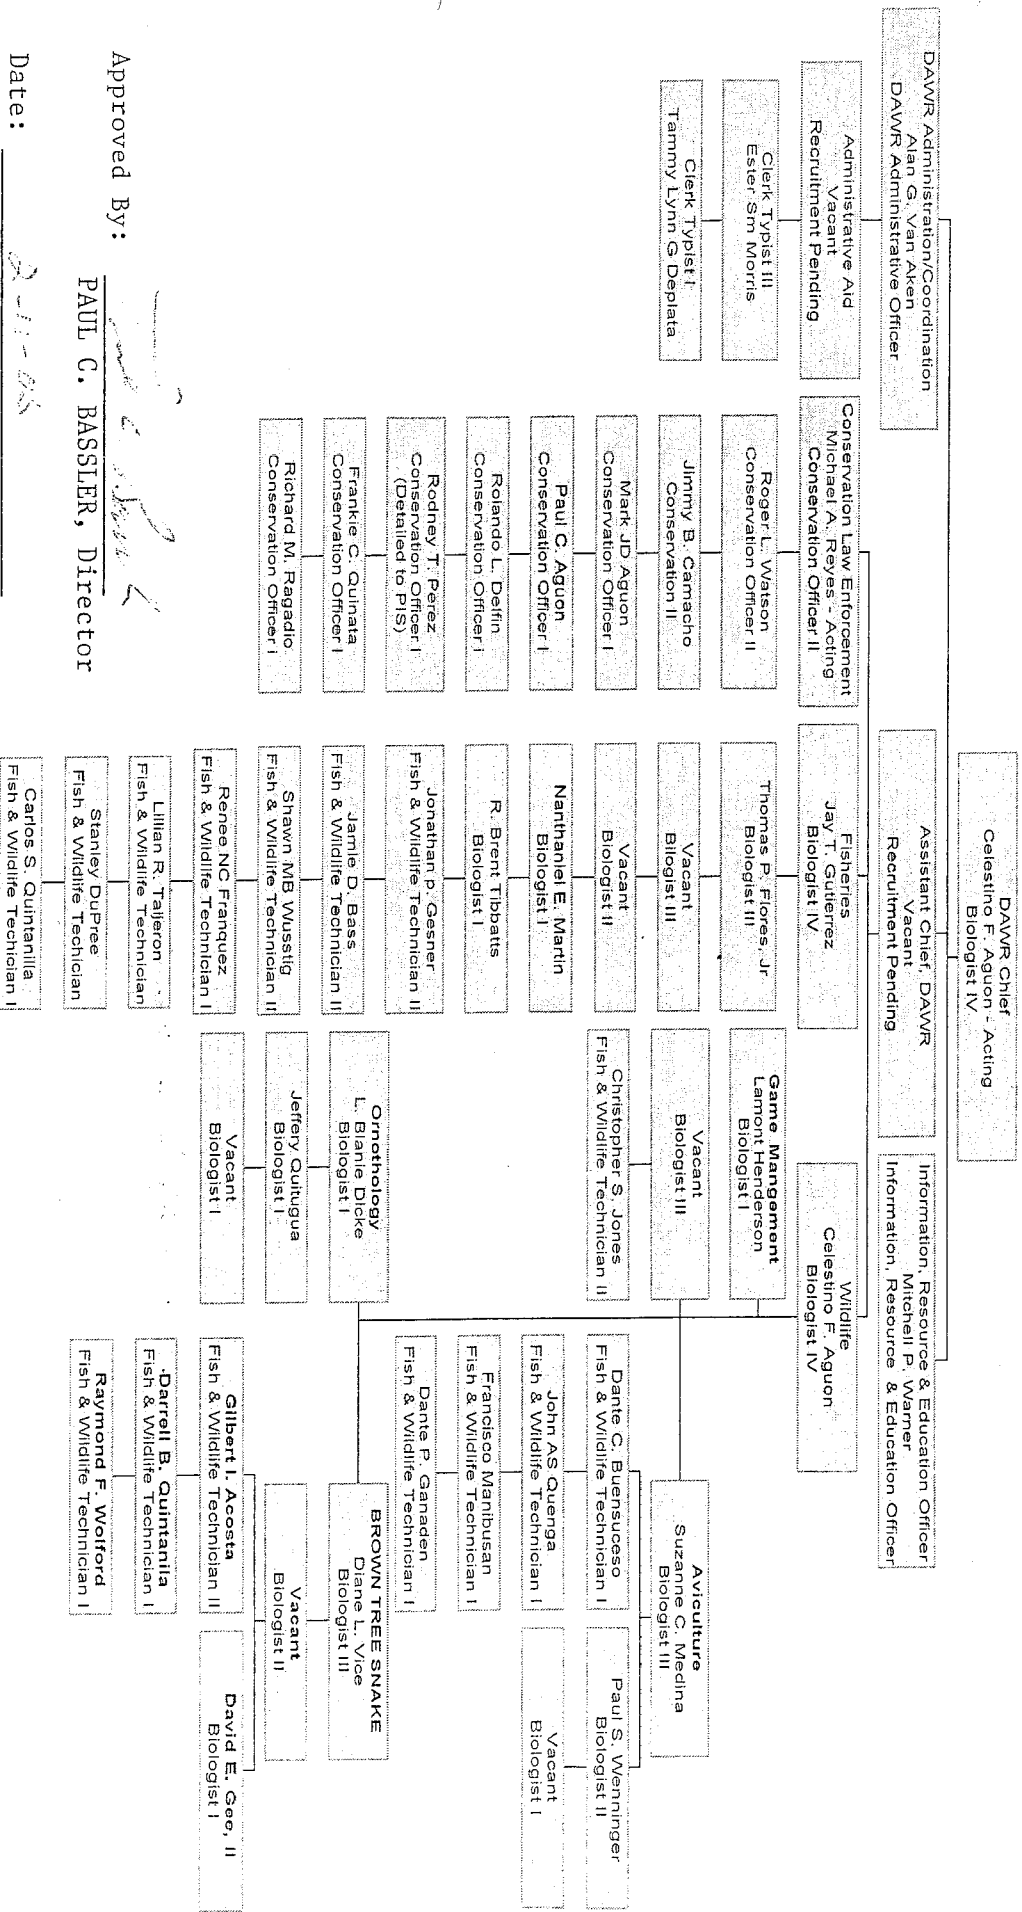 DAWR Chief
Celestino F. Aguon - Acting
Biologist IV
DAWR Administration/Coordination
Alan G. Van Aken
DAWR Administrative Officer
Assistant Chief, DAWR
Vacant
Recruitment Pending
Information, Resource & Education Officer
Mitchell P. Warner
Information, Resource & Education Officer
Administrative Aid
Vacant
Recruitment Pending
Clerk Typist III
Ester Sm Morris
Clerk Typist I
Tammy Lynn G Deplata
Conservation Law Enforcement
Michael A. Reyes - Acting
Conservation Officer II
Roger L. Watson
Conservation Officer II
Jimmy B. Camacho
Conservation II
Mark JD Aguon
Conservation Officer I
Paul C. Aguon
Conservation Officer I
Rolando L. Delfin
Conservation Officer i
Rodney T. Perez
Conservation Officer I
(Detailed to PIS)
Frankie C. Quinata
Conservation Officer I
Richard M. Ragadio
Conservation Officer i
Fisheries
Jay T. Gutierrez
Biologist IV
Thomas P. Flores, Jr
Biologist III
Vacant
Biologist III
Vacant
Biologist II
Nanthaniel E. Martin
Biologist I
R. Brent Tibbatts
Biologist I
Jonathan p. Gesner
Fish & Wildlife Technician II
Jamie D. Bass
Fish & Wildlife Technician II
Shawn MB Wusstig
Fish & Wildlife Technician II
Renee NC Franquez
Fish & Wildlife Technician I
Lillian R. Taijeron
Fish & Wildlife Technician
Stanley DuPree
Fish & Wildlife Techician
Carlos S. Quintanilla
Fish & Wildlife Techician I
Wildlife
Celestino F. Aguon
Biologist IV
Game Mangement
Lamont Henderson
Biologist I
Vacant
Biologist III
Christopher S. Jones
Fish & Wildlife Technician II
Ornothology
L. Blanie Dicke
Biologist I
Jeffery Quitugua
Biologist I
Vacant
Biologist I
Aviculture
Suzanne C. Medina
Biologist III
Dante C. Buensuceso
Fish & Wildlife Technician I
John AS Quenga
Fish & Wildlife Technician I
Francisco Manibusan
Fish & Wildlife Technician I
Dante P. Ganaden
Fish & Wildlife Technician I
Paul S. Wenninger
Biologist II
Vacant
Biologist I
BROWN TREE SNAKE
Diane L. Vice
Biologist III
Vacant
Biologist II
Gilbert I. Acosta
Fish & Wildlife Technician II
Darrell B. Quintanila
Fish & Wildlife Technician I
Raymond F. Wolford
Fish & Wildlife Technician I
David E. Gee, II
Biologist I
Approved By:
PAUL C. BASSLER, Director
Date: